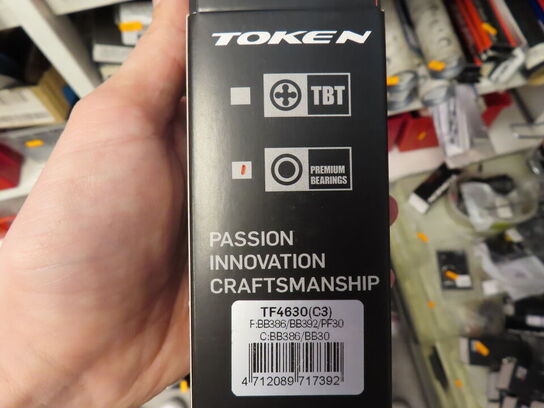 TOKEN
TBT
PREMIUM
BEARINGS
PASSION
INNOVATION
CRAFTSMANSHIP
TF4630(C3)
F:BB386/BB392/PF30
C:BB386/BB30
4 712089 717392